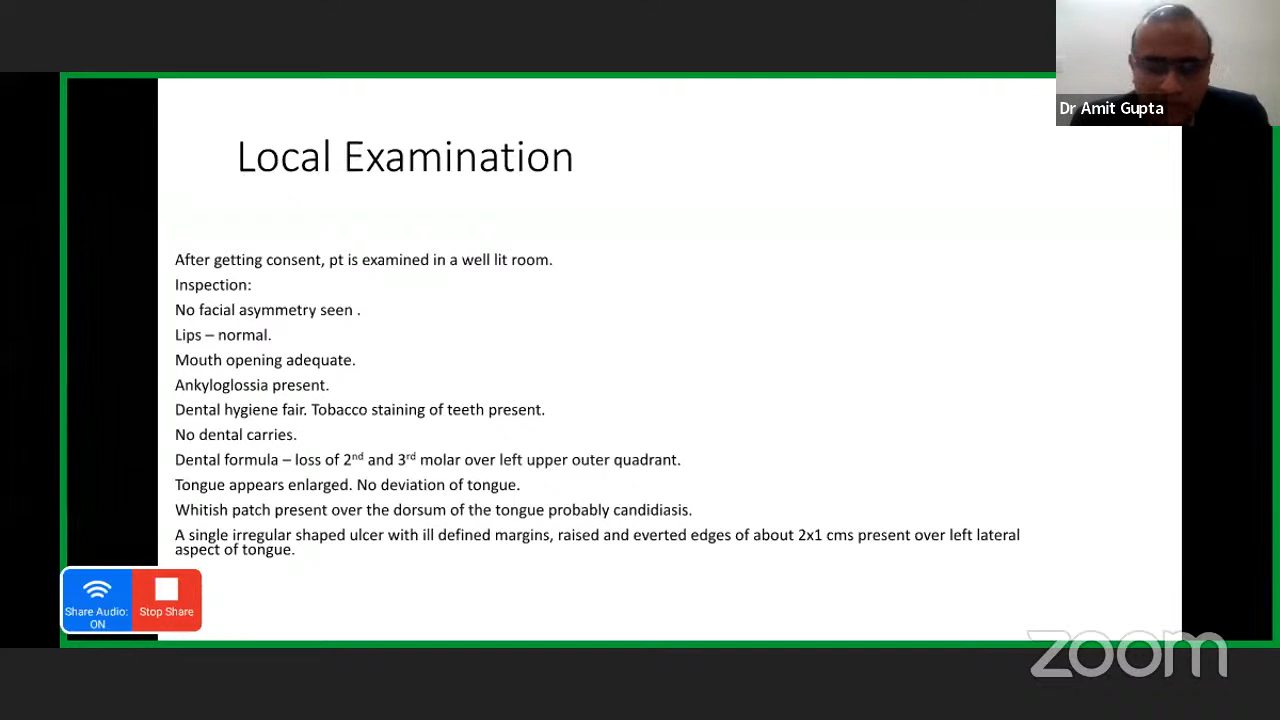 Dr Amit Gupta
Local Examination
After getting consent, pt is examined in a well lit room.
Inspection:
No facial asymmetry seen .
Lips – normal.
Mouth opening adequate.
Ankyloglossia present.
Dental hygiene fair. Tobacco staining of teeth present.
No dental carries.
Dental formula – loss of 2nd and 3rd molar over left upper outer quadrant.
Tongue appears enlarged. No deviation of tongue.
Whitish patch present over the dorsum of the tongue probably candidiasis.
A single irregular shaped ulcer with ill defined margins, raised and everted edges of about 2x1 cms present over left lateral
aspect of tongue.
Share Audio:
ON
Stop Share
zoom